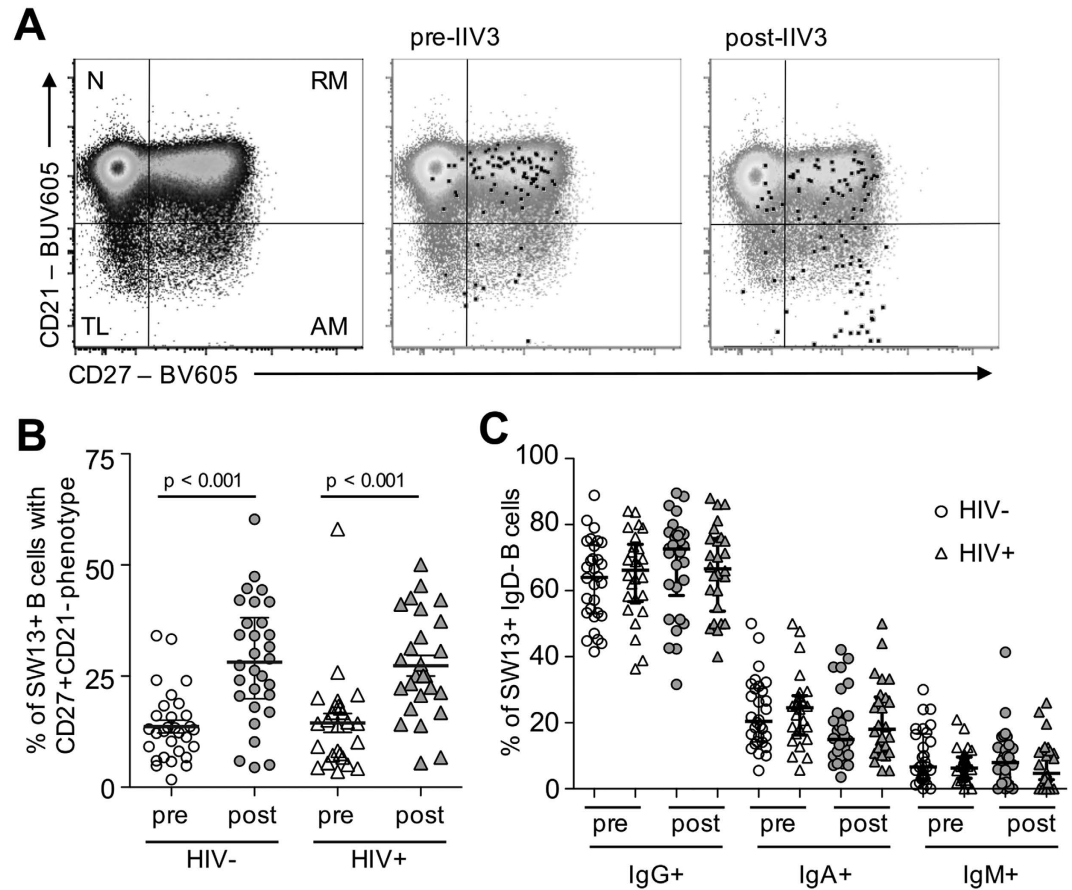 A
pre-IIV3
post-IIV3
N
RM
TL
AM
CD21 – BUV605
CD27 – BV605
B
% of SW13+ B cells with
CD27+CD21- phenotype
75
50
25
0
p < 0.001
p < 0.001
pre
post
pre
post
HIV-
HIV+
C
% of SW13+ IgD- B cells
100
80
60
40
20
0
HIV-
HIV+
pre
post
pre
post
pre
post
IgG+
IgA+
IgM+